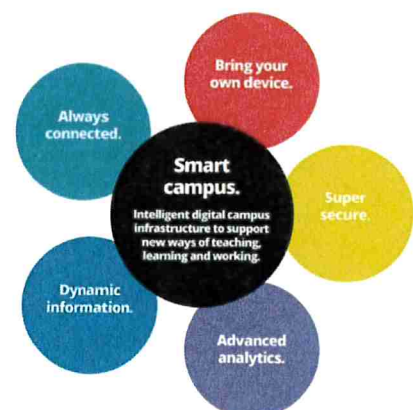 Bring your
own device.
Always
connected.
Smart
campus.
Intelligent digital campus
infrastructure to support
new ways of teaching,
learning and working.
Super
secure.
Dynamic
information.
Advanced
analytics.